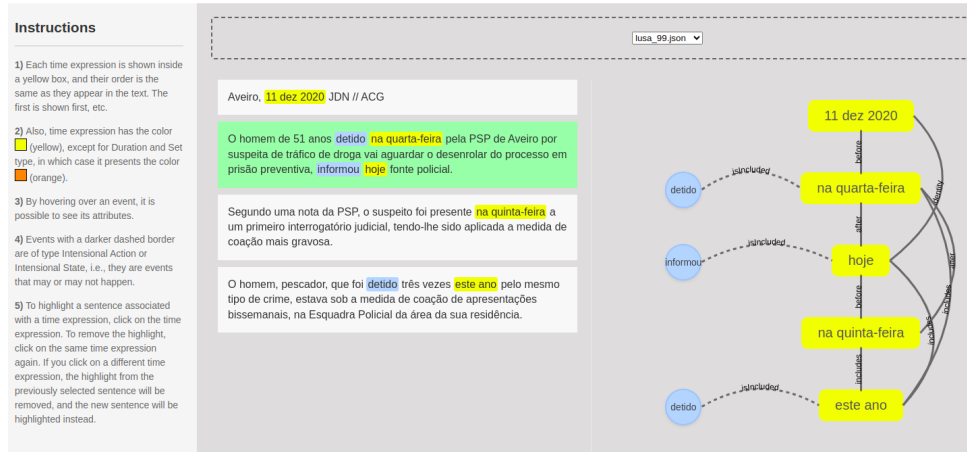 Instructions
1) Each time expression is shown inside
a yellow box, and their order is the
same as they appear in the text. The
first is shown first, etc.
2) Also, time expression has the color
(yellow), except for Duration and Set
type, in which case it presents the color
(orange).
3) By hovering over an event, it is
possible to see its attributes.
4) Events with a darker dashed border
are of type Intensional Action or
Intensional State, i.e., they are events
that may or may not happen.
5) To highlight a sentence associated
with a time expression, click on the time
expression. To remove the highlight,
click on the same time expression
again. If you click on a different time
expression, the highlight from the
previously selected sentence will be
removed, and the new sentence will be
highlighted instead.
lusa_99.json
Aveiro, 11 dez 2020 JDN // ACG
O homem de 51 anos detido na quarta-feira pela PSP de Aveiro por
suspeita de tráfico de droga vai aguardar o desenrolar do processo em
prisão preventiva, informou hoje fonte policial.
Segundo uma nota da PSP, o suspeito foi presente na quinta-feira a
um primeiro interrogatório judicial, tendo-lhe sido aplicada a medida de
coação mais gravosa.
O homem, pescador, que foi detido três vezes este ano pelo mesmo
tipo de crime, estava sob a medida de coação de apresentações
bissemanais, na Esquadra Policial da área da sua residência.
11 dez 2020
before
identity
isIncluded
detido
na quarta-feira
after
after
isIncluded
informou
hoje
before
includes
includes
na quinta-feira
includes
isIncluded
detido
este ano